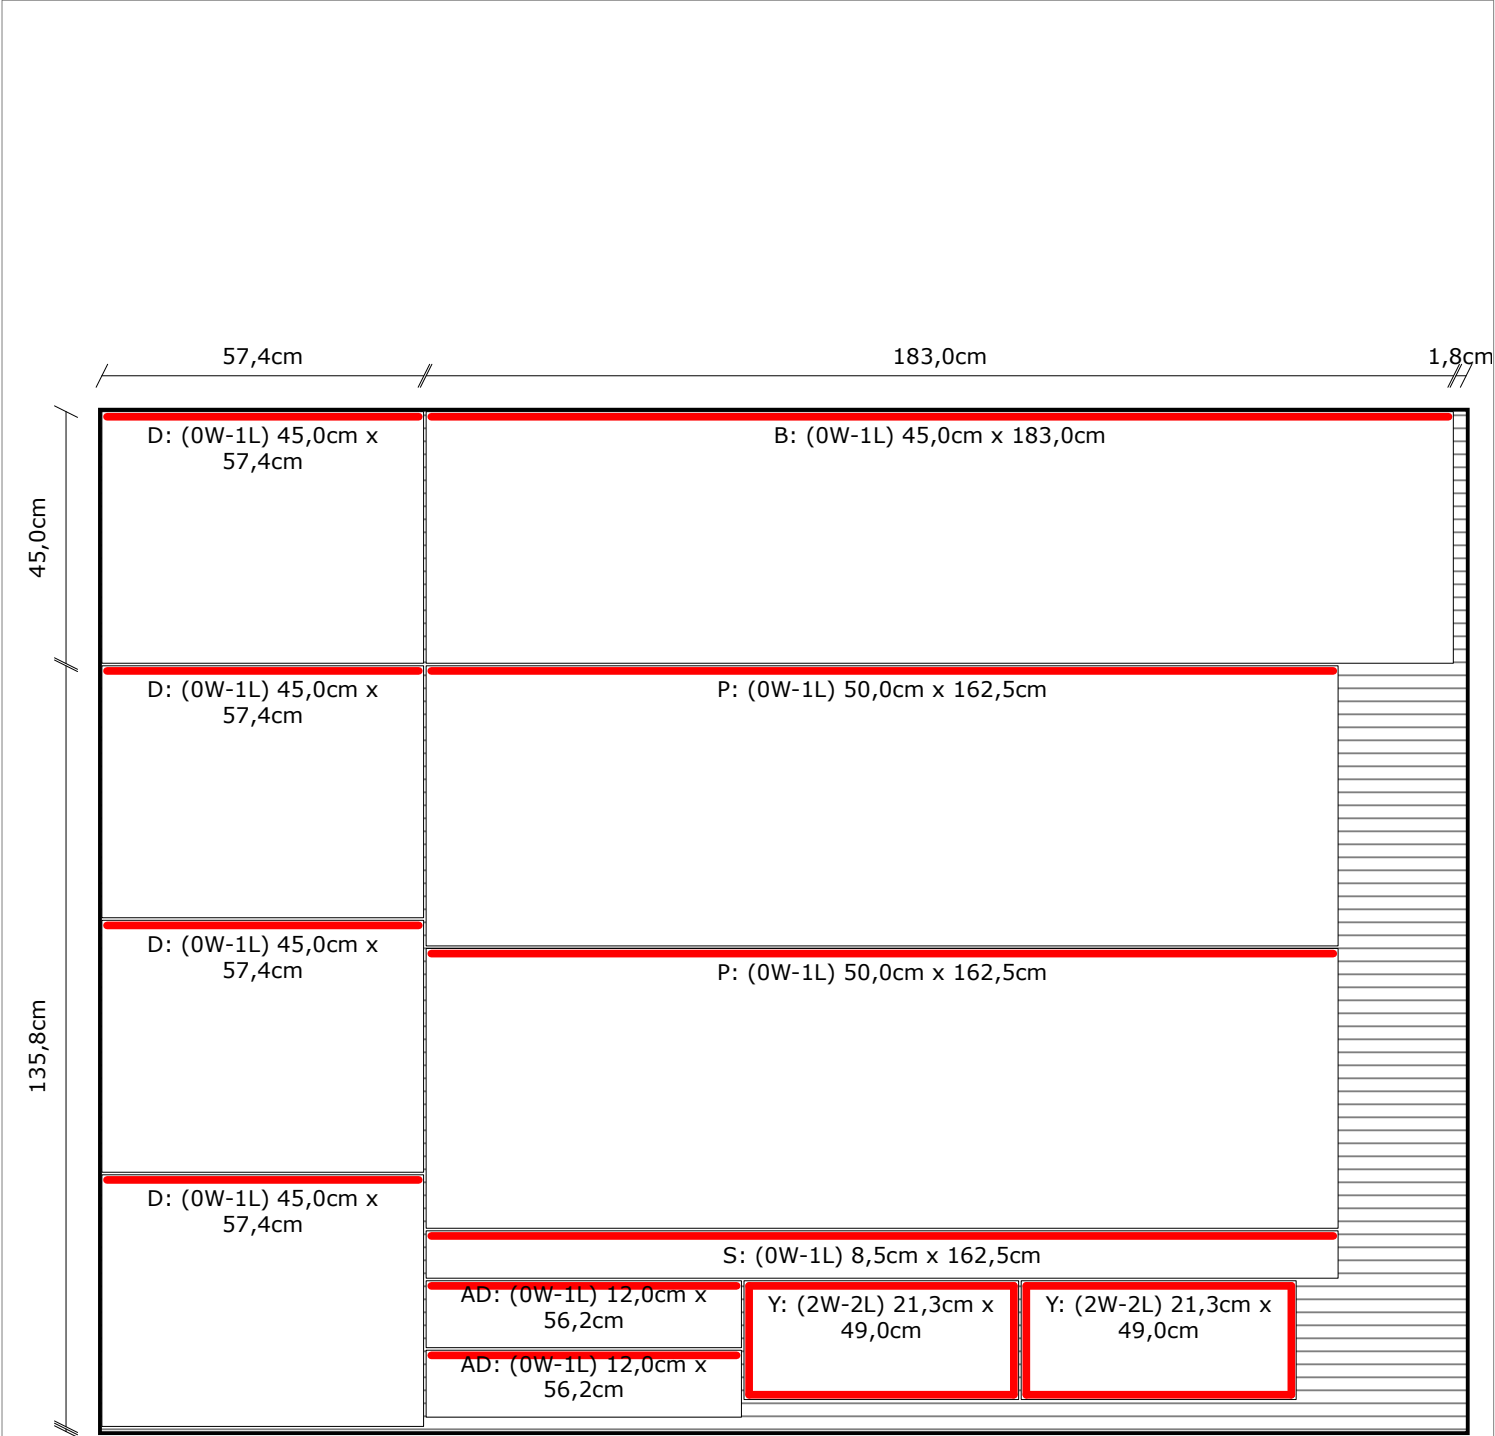 57,4cm
183,0cm
1,8cm
45,0cm
135,8cm
D: (0W-1L) 45,0cm x
57,4cm
B: (0W-1L) 45,0cm x 183,0cm
D: (0W-1L) 45,0cm x
57,4cm
P: (0W-1L) 50,0cm x 162,5cm
D: (0W-1L) 45,0cm x
57,4cm
P: (0W-1L) 50,0cm x 162,5cm
D: (0W-1L) 45,0cm x
57,4cm
S: (0W-1L) 8,5cm x 162,5cm
AD: (0W-1L) 12,0cm x
56,2cm
Y: (2W-2L) 21,3cm x
49,0cm
Y: (2W-2L) 21,3cm x
49,0cm
AD: (0W-1L) 12,0cm x
56,2cm